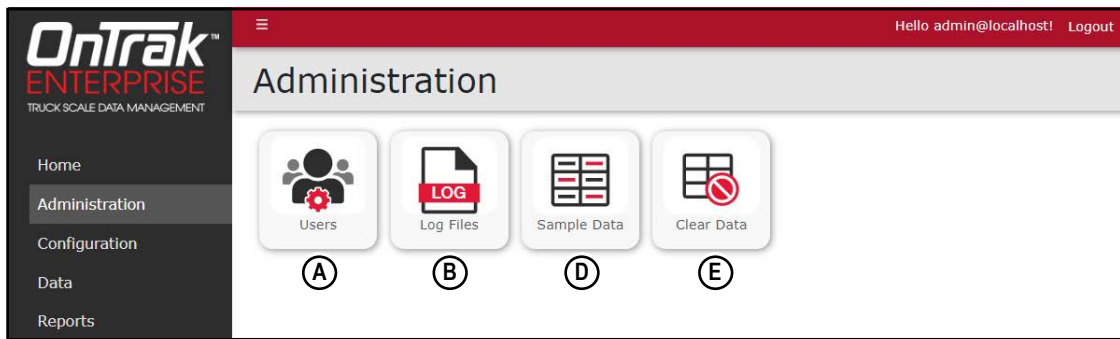 OnTrak™
ENTERPRISE
TRUCK SCALE DATA MANAGEMENT
Home
Administration
Configuration
Data
Reports
☰
Hello admin@localhost! Logout
Administration
LOG
Users Log Files Sample Data Clear Data
A B D E